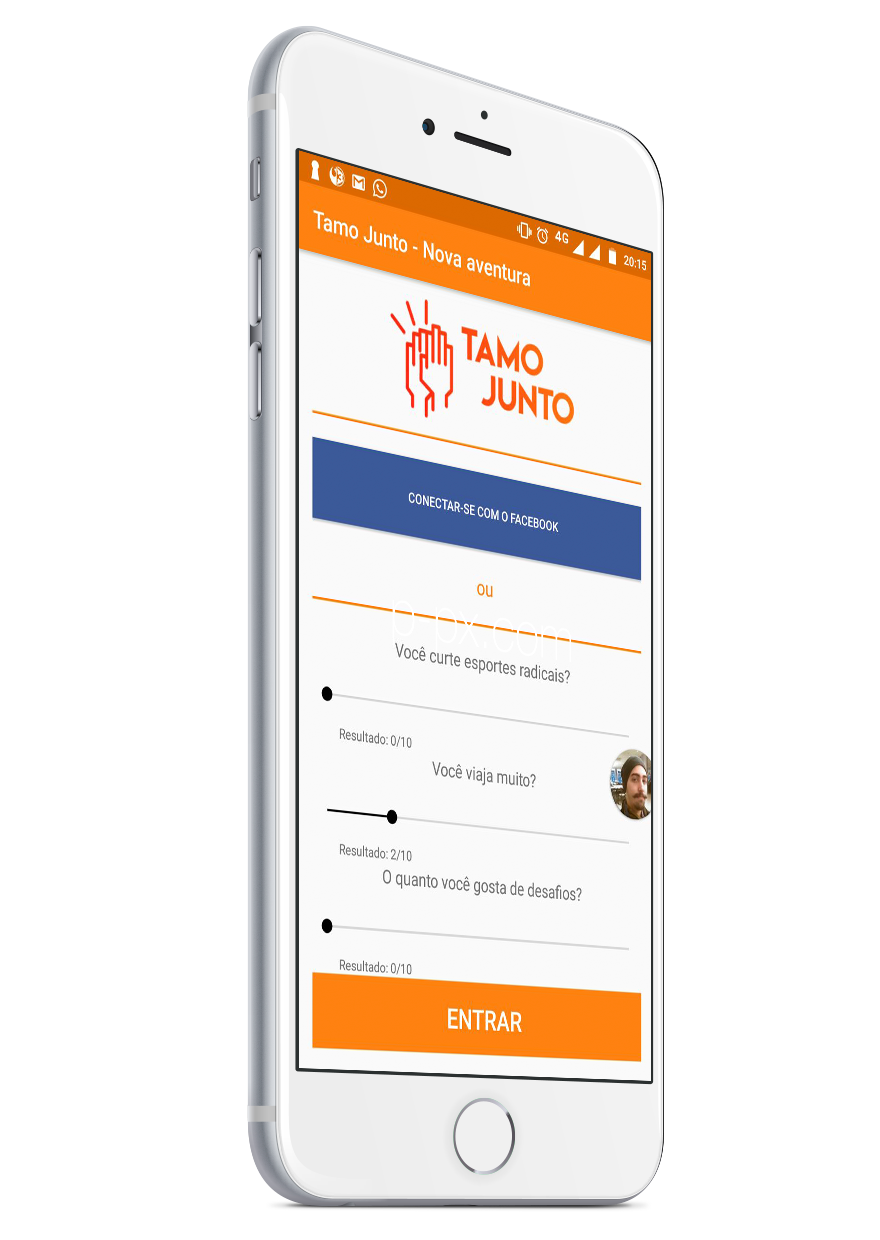 4G
20:15
Tamo Junto - Nova aventura
TAMO
JUNTO
CONECTAR-SE COM O FACEBOOK
ou
Você curte esportes radicais?
Resultado: 0/10
Você viaja muito?
Resultado: 2/10
O quanto você gosta de desafios?
Resultado: 0/10
ENTRAR